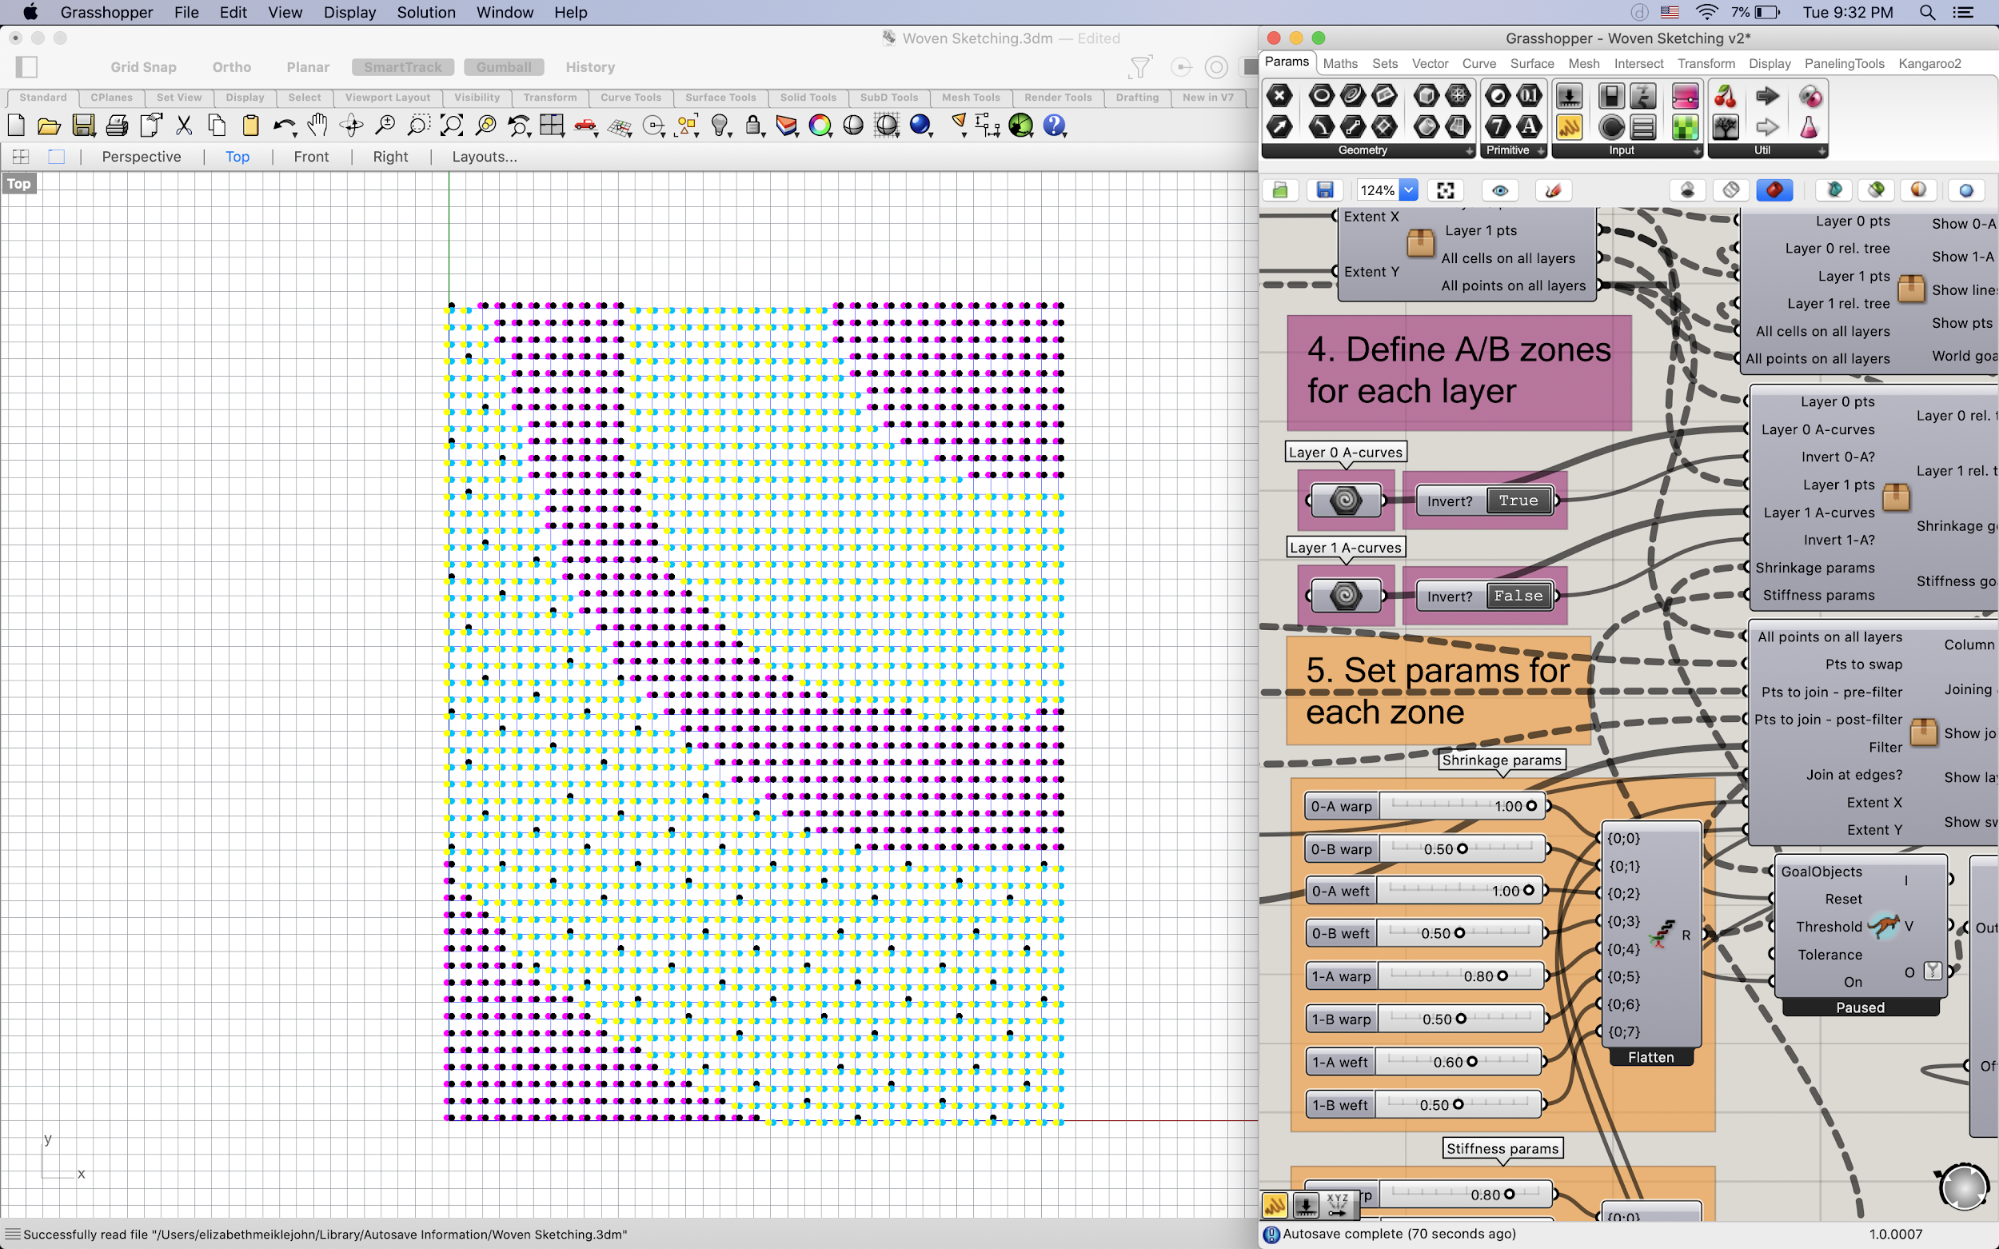 Grasshopper File Edit View Display Solution Window Help
7% Tue 9:32 PM
Woven Sketching.3dm — Edited
Grid Snap Ortho Planar SmartTrack Gumball History
Standard CPlanes Set View Display Select Viewport Layout Visibility Transform Curve Tools Surface Tools Solid Tools SubD Tools Mesh Tools Render Tools Drafting New in V7
Perspective Top Front Right Layouts...
Top
y
x
Successfully read file "/Users/elizabethmeiklejohn/Library/Autosave Information/Woven Sketching.3dm"
Grasshopper - Woven Sketching v2*
Params Maths Sets Vector Curve Surface Mesh Intersect Transform Display PanelingTools Kangaroo2
Geometry Primitive Input Util
124%
Extent X
Layer 1 pts
All cells on all layers
Extent Y
All points on all layers
Layer 0 pts
Layer 0 rel. tree
Layer 1 pts
Layer 1 rel. tree
All cells on all layers
All points on all layers
Show 0-A
Show 1-A
Show line
Show pts
World goa
4. Define A/B zones
for each layer
Layer 0 A-curves
Invert? True
Layer 1 A-curves
Invert? False
Layer 0 pts
Layer 0 A-curves
Invert 0-A?
Layer 1 pts
Layer 1 A-curves
Invert 1-A?
Shrinkage params
Stiffness params
Layer 0 rel. t
Layer 1 rel. t
Shrinkage g
Stiffness go
5. Set params for
each zone
All points on all layers
Pts to swap
Pts to join - pre-filter
Pts to join - post-filter
Filter
Join at edges?
Extent X
Extent Y
Column
Joining
Show jo
Show la
Show sw
Shrinkage params
0-A warp 1.00
0-B warp 0.50
0-A weft 1.00
0-B weft 0.50
1-A warp 0.80
1-B warp 0.50
1-A weft 0.60
1-B weft 0.50
{0;0}
{0;1}
{0;2}
{0;3}
{0;4}
{0;5}
{0;6}
{0;7}
R
Flatten
GoalObjects
Reset
Threshold
Tolerance
On
I
V
O
Paused
Out
Of
Stiffness params
rp 0.80
{0;0}
XYZ
Autosave complete (70 seconds ago)
1.0.0007